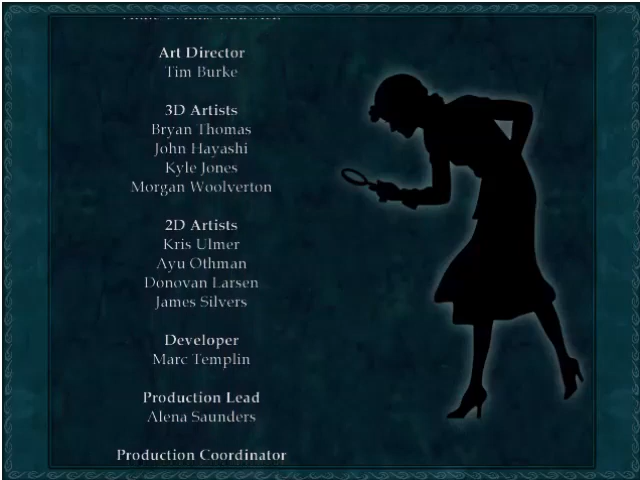 Art Director
Tim Burke
3D Artists
Bryan Thomas
John Hayashi
Kyle Jones
Morgan Woolverton
2D Artists
Kris Ulmer
Ayu Othman
Donovan Larsen
James Silvers
Developer
Marc Templin
Production Lead
Alena Saunders
Production Coordinator